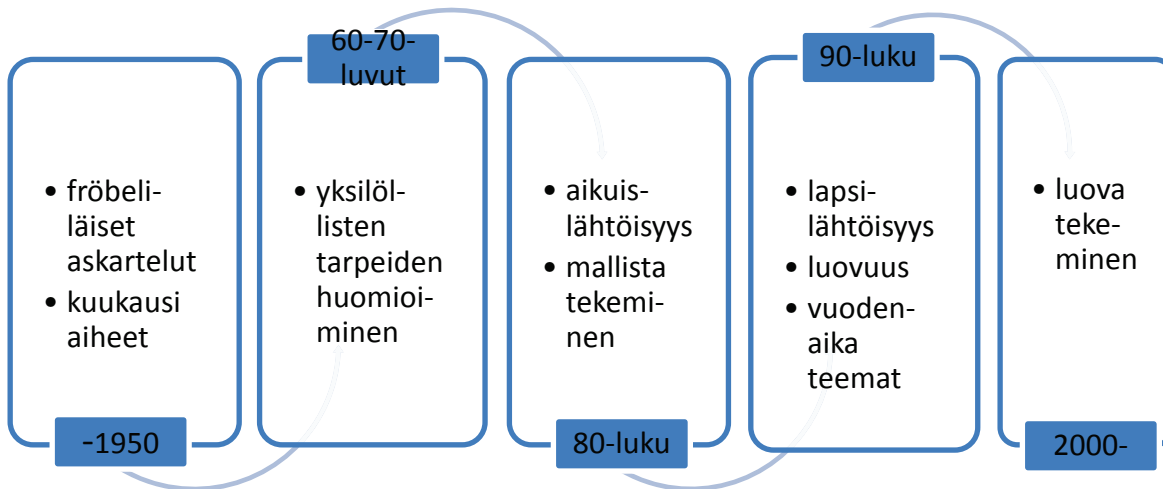 • fröbeli-
läiset
askartelut
• kuukausi
aiheet
-1950
60-70-
luvut
• yksilöl-
listen
tarpeiden
huomioi-
minen
• aikuis-
lähtöisyys
• mallista
tekemi-
nen
80-luku
90-luku
• lapsi-
lähtöisyys
• luovuus
• vuoden-
aika
teemat
• luova
teke-
minen
2000-